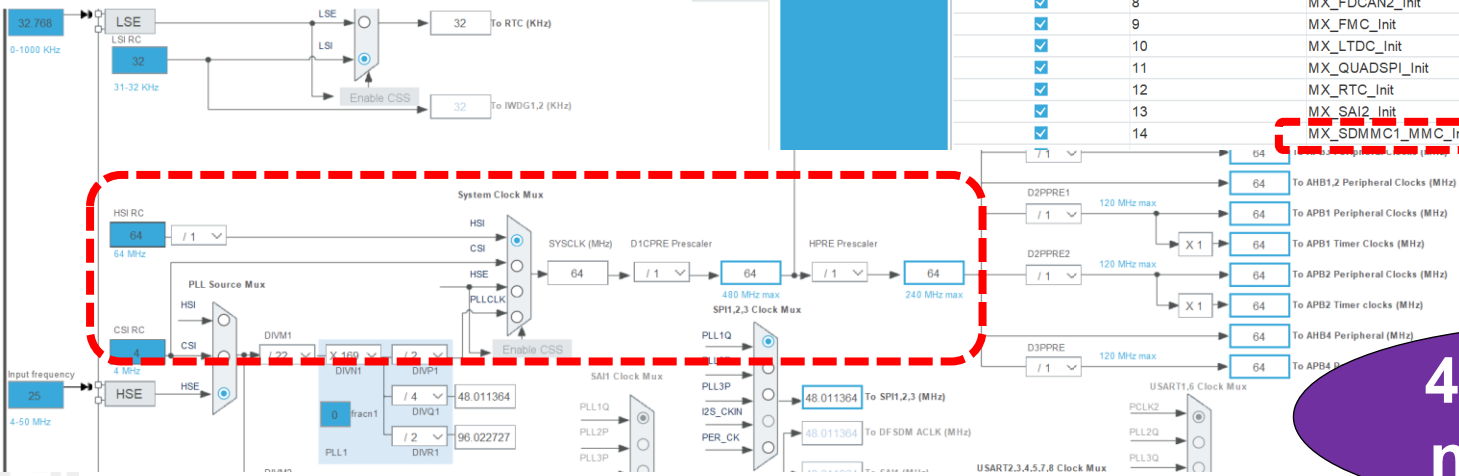 32.768
0-1000 KHz
LSE
LSI RC
32
31-32 KHz
LSE
LSI
32
To RTC (KHz)
Enable CSS
32
To IWDG1,2 (KHz)
8
MX_FDCAN2_Init
9
MX_FMC_Init
10
MX_LTDC_Init
11
MX_QUADSPI_Init
12
MX_RTC_Init
13
MX_SAI2_Init
14
MX_SDMMC1_MMC_In
System Clock Mux
HSI RC
64
64 MHz
/ 1
HSI
CSI
HSE
PLLCLK
SYSCLK (MHz)
64
D1CPRE Prescaler
/ 1
64
480 MHz max
HPRE Prescaler
/ 1
64
240 MHz max
Enable CSS
PLL Source Mux
HSI
CSI
HSE
CSI RC
4
4 MHz
Input frequency
25
4-50 MHz
HSE
DIVM1
/ 22
X 169
DIVN1
/ 2
DIVP1
0
fracn1
/ 4
DIVQ1
48.011364
/ 2
DIVR1
96.022727
PLL1
SAI1 Clock Mux
PLL1Q
PLL2P
PLL3P
SPI1,2,3 Clock Mux
PLL1Q
PLL3P
I2S_CKIN
PER_CK
48.011364
To SPI1,2,3 (MHz)
48.011364
To DFSDM ACLK (MHz)
/ 1
64
64
To AHB1,2 Peripheral Clocks (MHz)
D2PPRE1
/ 1
120 MHz max
64
To APB1 Peripheral Clocks (MHz)
X 1
64
To APB1 Timer Clocks (MHz)
D2PPRE2
/ 1
120 MHz max
64
To APB2 Peripheral Clocks (MHz)
X 1
64
To APB2 Timer clocks (MHz)
64
To AHB4 Peripheral (MHz)
D3PPRE
/ 1
120 MHz max
64
To APB4
USART1,6 Clock Mux
PCLK2
PLL2Q
PLL3Q
USART2,3,4,5,7,8 Clock Mux
4